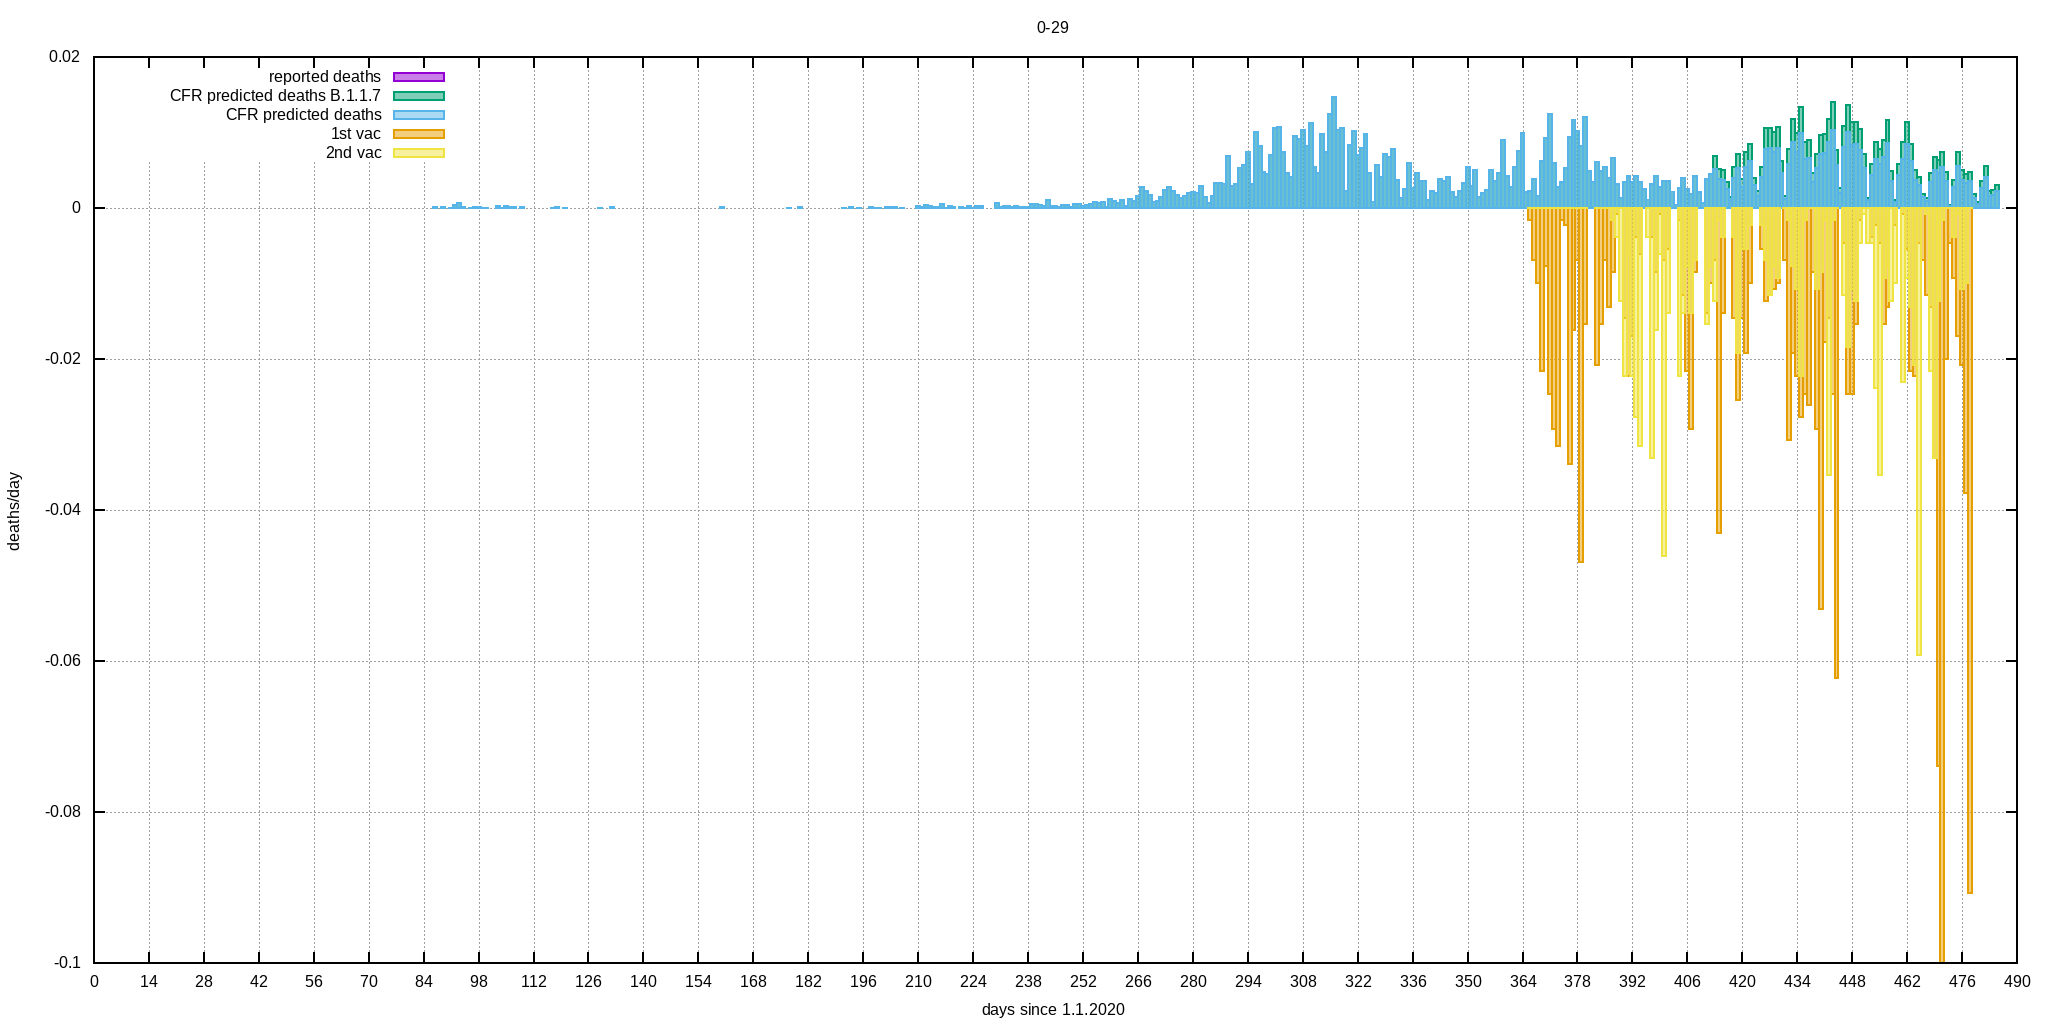 0-29
0.02
0
-0.02
-0.04
-0.06
-0.08
-0.1
deaths/day
reported deaths
CFR predicted deaths B.1.1.7
CFR predicted deaths
1st vac
2nd vac
0 14 28 42 56 70 84 98 112 126 140 154 168 182 196 210 224 238 252 266 280 294 308 322 336 350 364 378 392 406 420 434 448 462 476 490
days since 1.1.2020